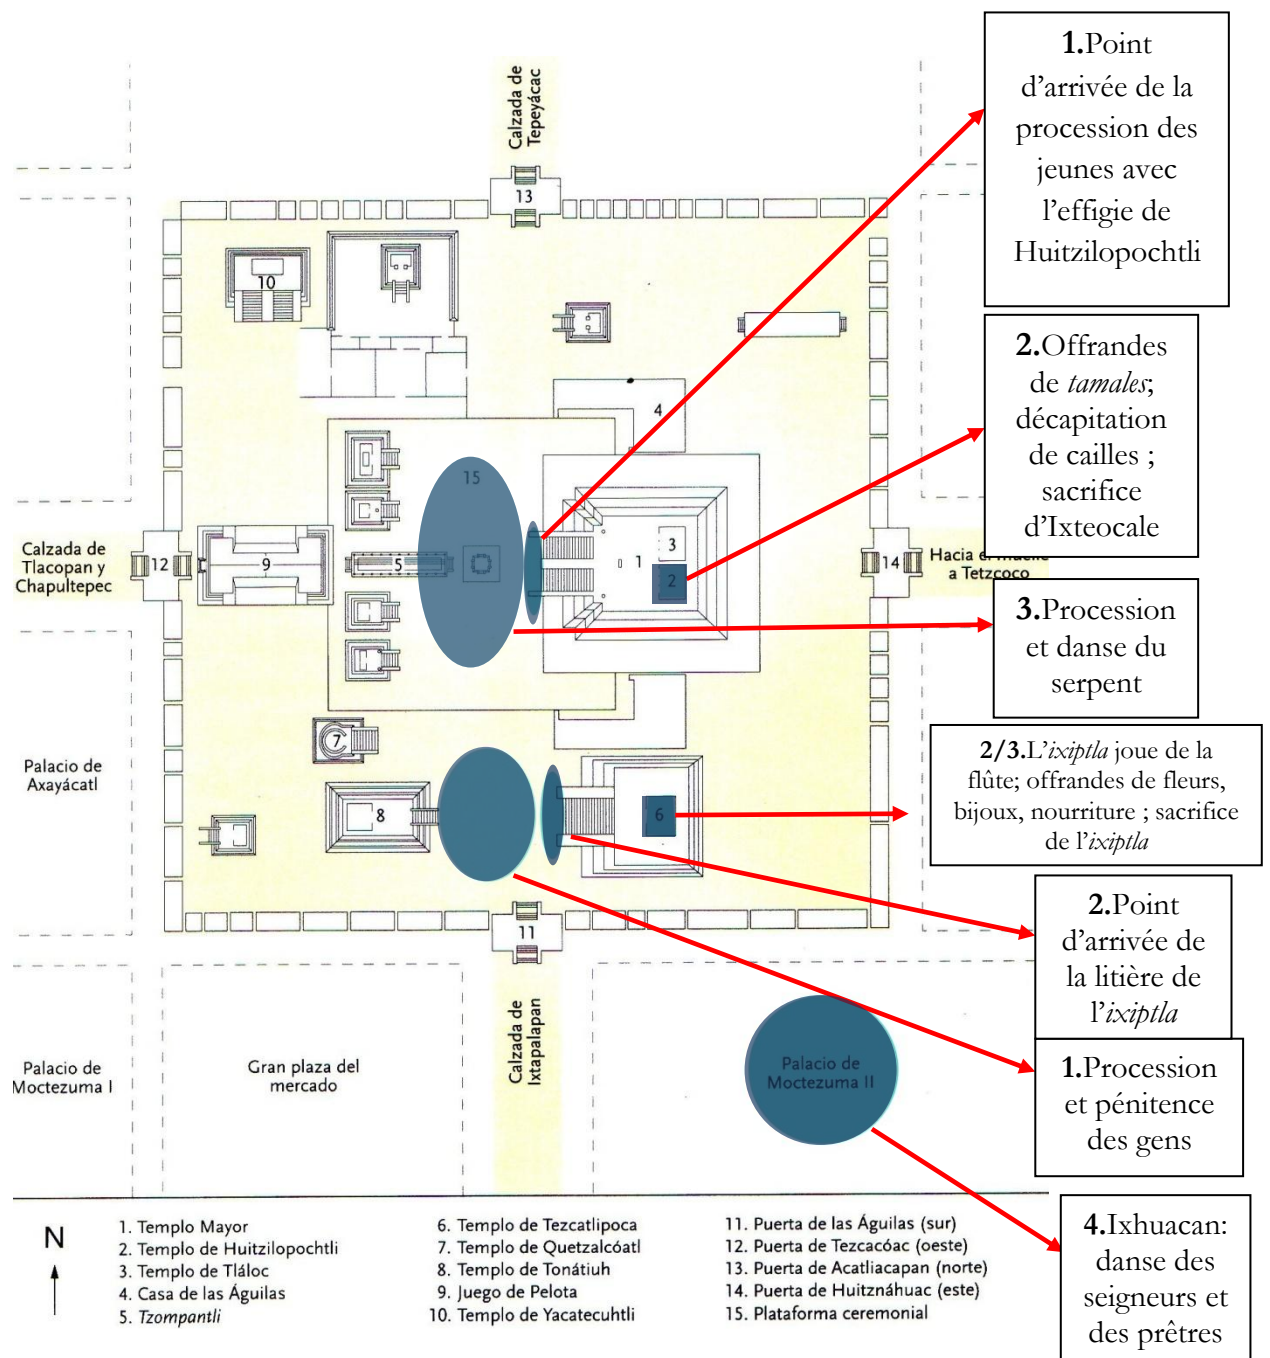 1.Point
d’arrivée de la
procession des
jeunes avec
l’effigie de
Huitzilopochtli
2.Offrandes
de tamales;
décapitation
de cailles ;
sacrifice
d’Ixteocale
3.Procession
et danse du
serpent
2/3.L’ixiptla joue de la
flûte; offrandes de fleurs,
bijoux, nourriture ; sacrifice
de l’ixiptla
2.Point
d’arrivée de
la litière de
l’ixiptla
1.Procession
et pénitence
des gens
4.Ixhuacan:
danse des
seigneurs et
des prêtres
Calzada de
Tepeyácac
13
10
4
15
Calzada de
Tlacopan y
Chapultepec
12
9
5
1
3
2
14
Hacia el
a Tetzcoco
7
8
6
Palacio de
Axayácatl
11
Calzada de
Ixtapalapan
Palacio de
Moctezuma I
Gran plaza del
mercado
Palacio de
Moctezuma II
N
1. Templo Mayor
2. Templo de Huitzilopochtli
3. Templo de Tláloc
4. Casa de las Águilas
5. Tzompantli
6. Templo de Tezcatlipoca
7. Templo de Quetzalcóatl
8. Templo de Tonátiuh
9. Juego de Pelota
10. Templo de Yacatecuhtli
11. Puerta de las Águilas (sur)
12. Puerta de Tezcacóac (oeste)
13. Puerta de Acatliacapan (norte)
14. Puerta de Huitznáhuac (este)
15. Plataforma ceremonial